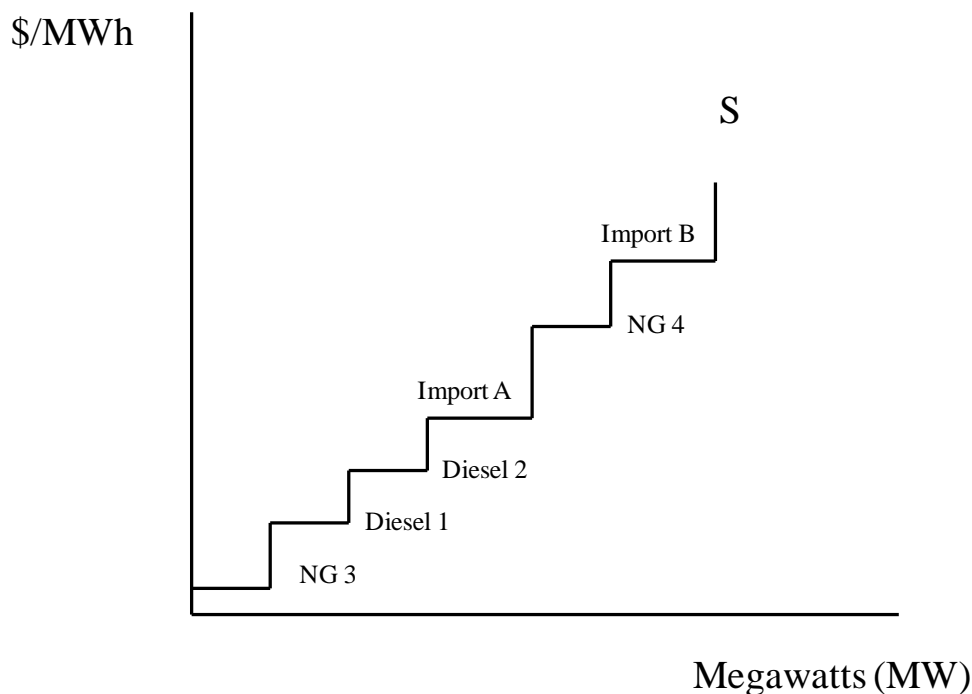 $/MWh
S
Import B
NG 4
Import A
Diesel 2
Diesel 1
NG 3
Megawatts (MW)